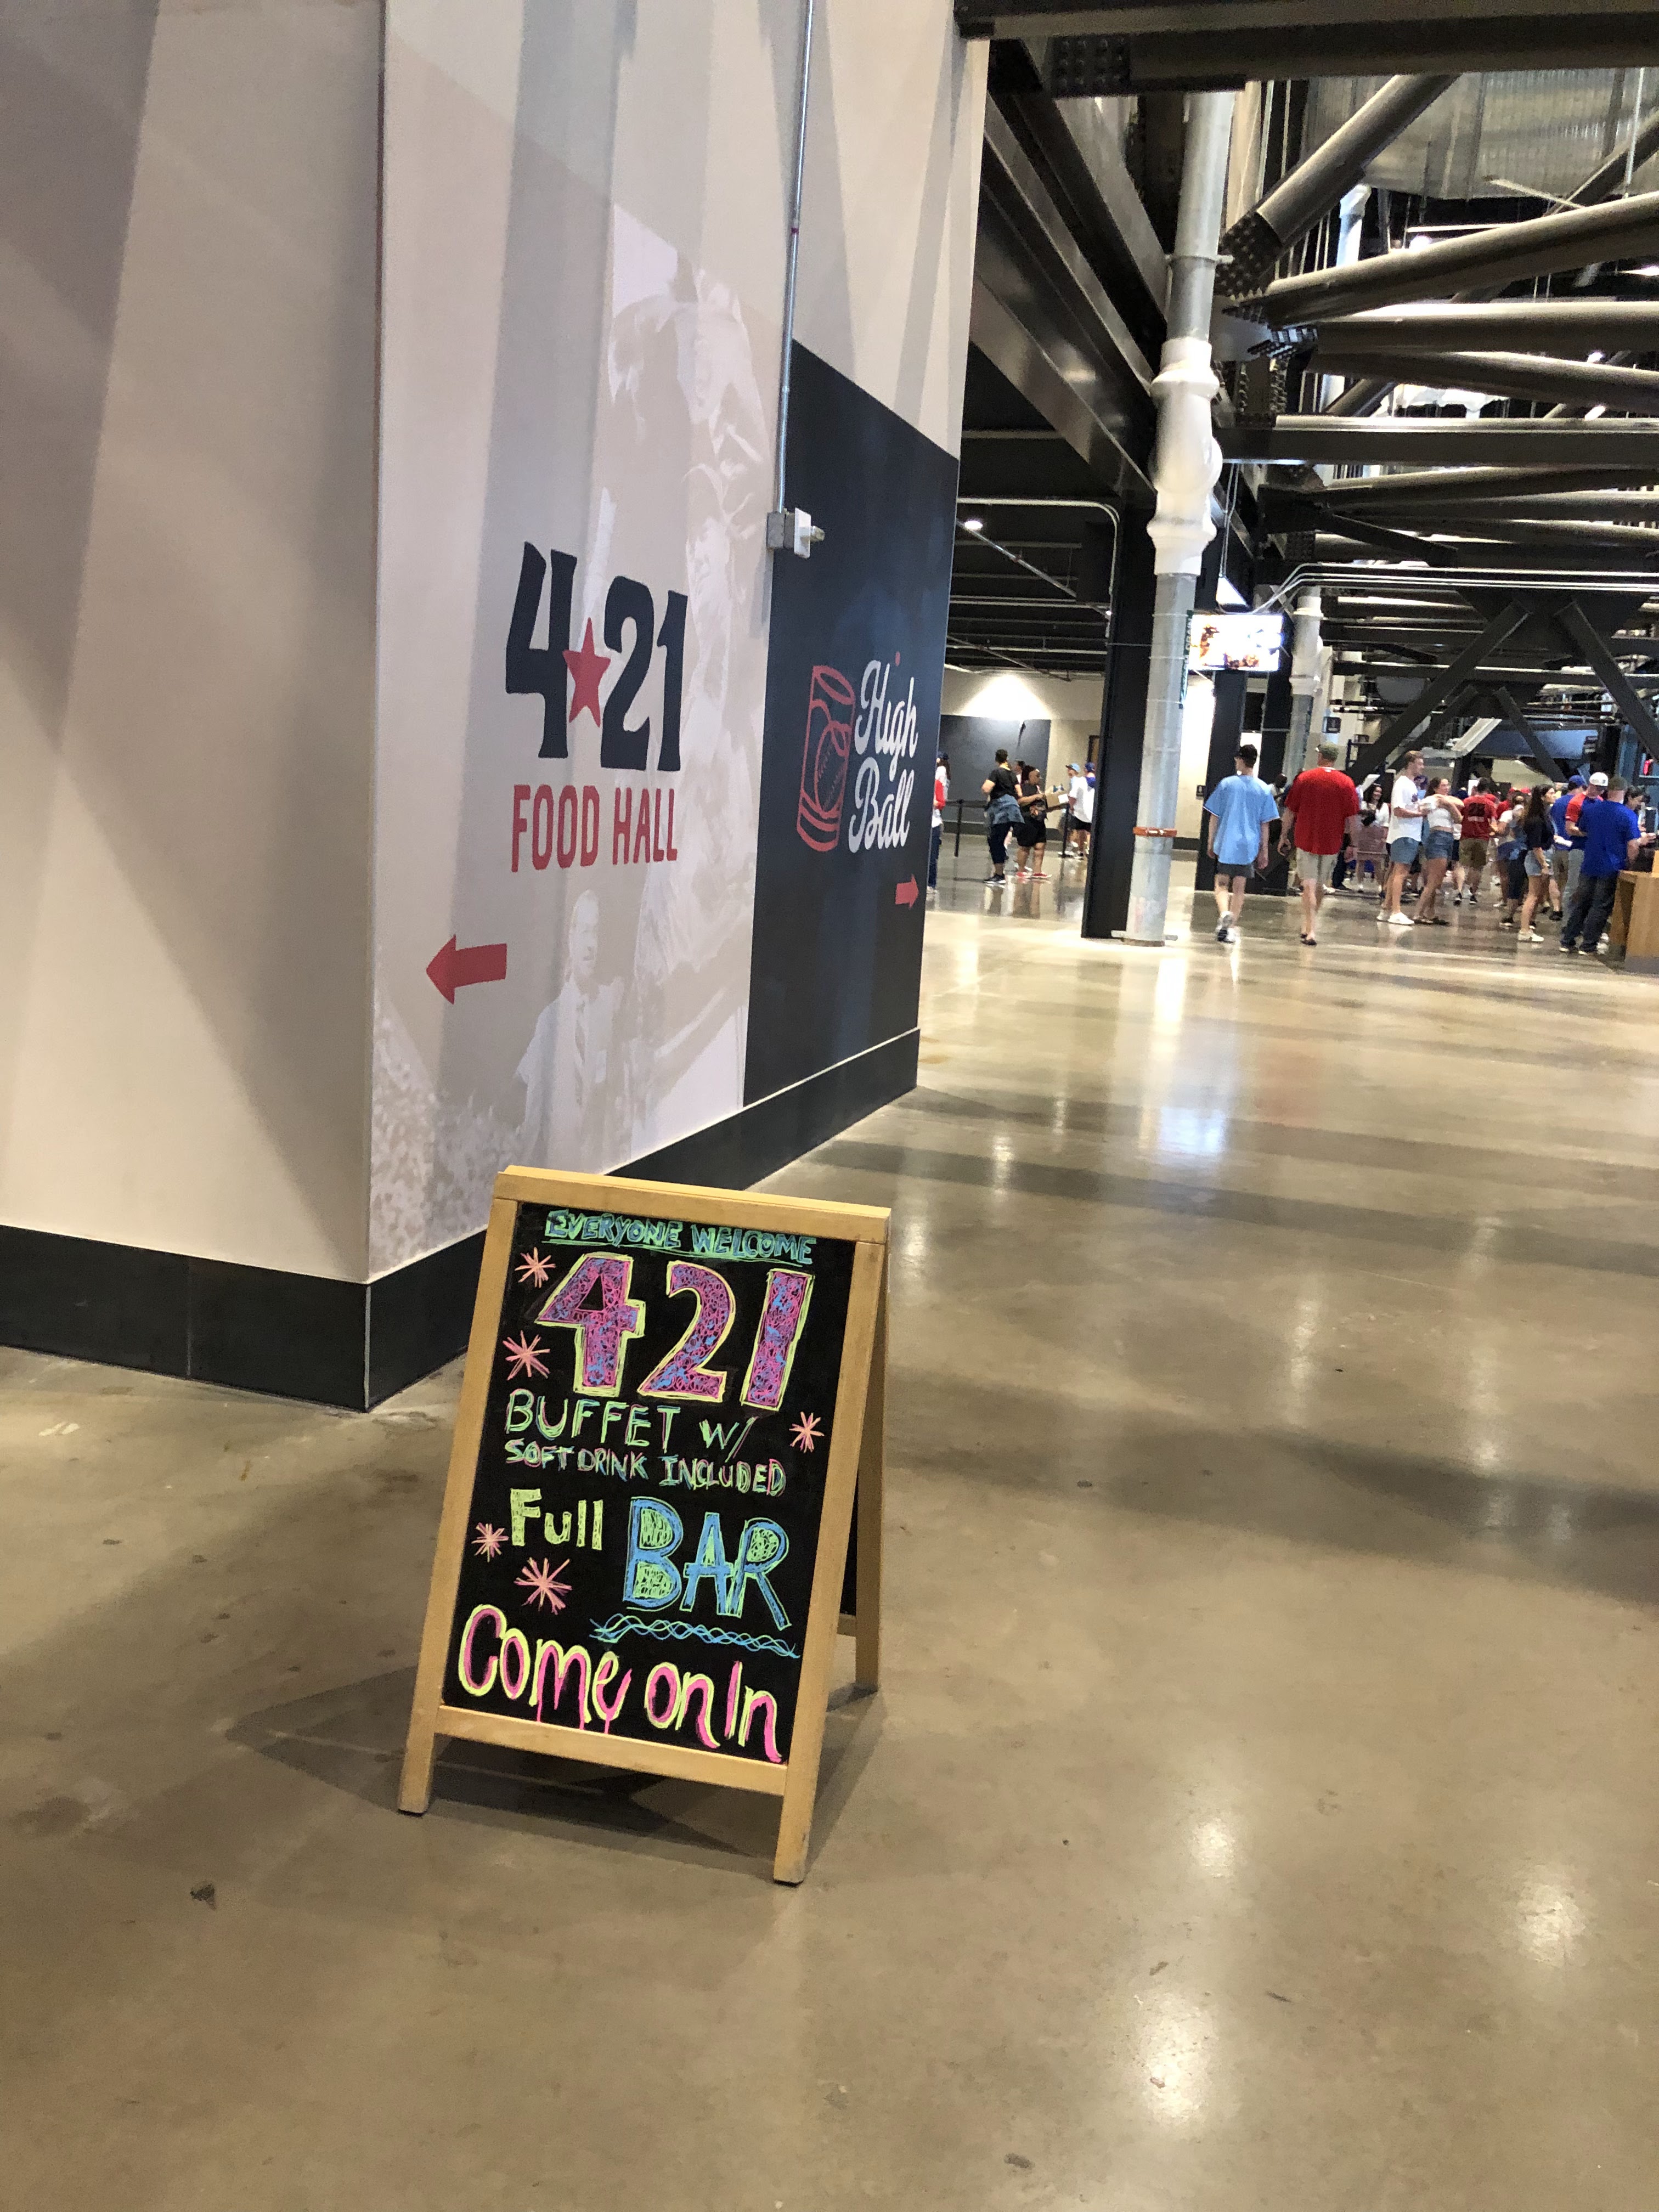 4★21
FOOD HALL
High
Ball
EVERYONE WELCOME
421
BUFFET W/
SOFT DRINK INCLUDED
Full BAR
Come on In